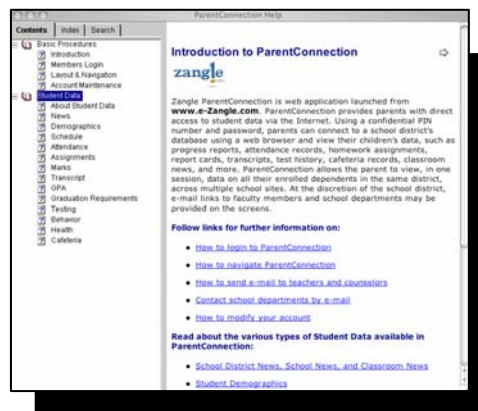 ParentConnection Help
Contents Index Search
Basic Procedures
Introduction
Members Login
Layout & Navigation
Account Maintenance
Student Data
About Student Data
News
Demographics
Schedule
Attendance
Assignments
Marks
Transcript
GPA
Graduation Requirements
Testing
Behavior
Health
Cafeteria
Introduction to ParentConnection
zangle
Zangle ParentConnection is web application launched from
www.e-Zangle.com. ParentConnection provides parents with direct
access to student data via the Internet. Using a confidential PIN
number and password, parents can connect to a school district's
database using a web browser and view their children's data, such as
progress reports, attendance records, homework assignments,
report cards, transcripts, test history, cafeteria records, classroom
news, and more. ParentConnection allows the parent to view, in one
session, data on all their enrolled dependents in the same district,
across multiple school sites. At the discretion of the school district,
e-mail links to faculty members and school departments may be
provided on the screens.
Follow links for further information on:
How to login to ParentConnection
How to navigate ParentConnection
How to send e-mail to teachers and counselors
Contact school departments by e-mail
How to modify your account
Read about the various types of Student Data available in
ParentConnection:
School District News, School News, and Classroom News
Student Demographics